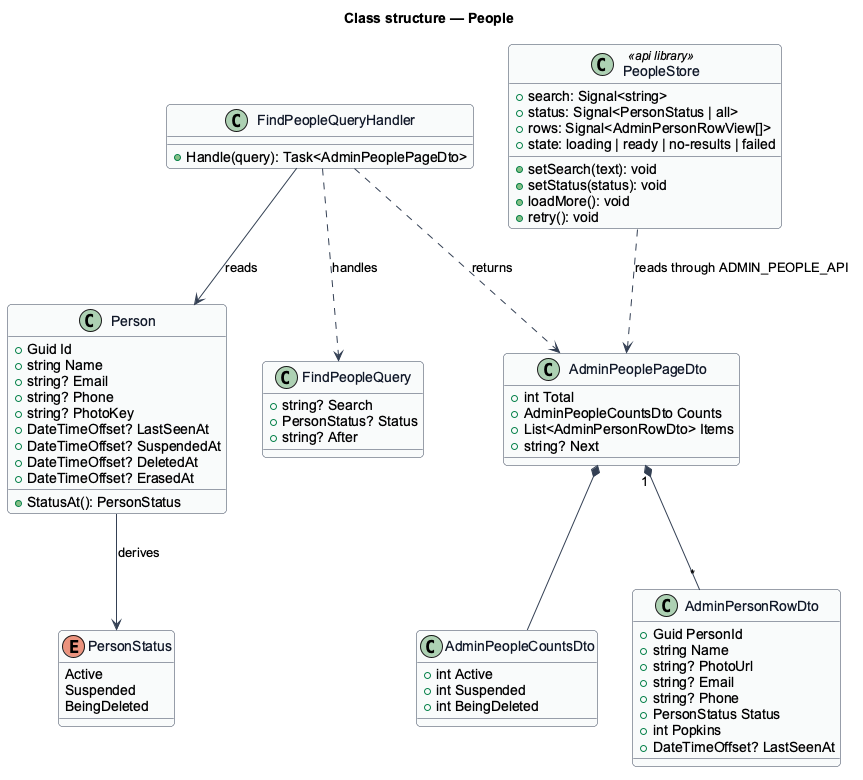 Class structure — People
«api library»
PeopleStore
search: Signal<string>
status: Signal<PersonStatus | all>
rows: Signal<AdminPersonRowView[]>
state: loading | ready | no-results | failed
setSearch(text): void
setStatus(status): void
loadMore(): void
retry(): void
C
C
FindPeopleQueryHandler
Handle(query): Task<AdminPeoplePageDto>
reads
handles
returns
reads through ADMIN_PEOPLE_API
C
Person
Guid Id
string Name
string? Email
string? Phone
string? PhotoKey
DateTimeOffset? LastSeenAt
DateTimeOffset? SuspendedAt
DateTimeOffset? DeletedAt
DateTimeOffset? ErasedAt
StatusAt(): PersonStatus
C
FindPeopleQuery
string? Search
PersonStatus? Status
string? After
C
AdminPeoplePageDto
int Total
AdminPeopleCountsDto Counts
List<AdminPersonRowDto> Items
string? Next
1
derives
*
E
PersonStatus
Active
Suspended
BeingDeleted
C
AdminPeopleCountsDto
int Active
int Suspended
int BeingDeleted
C
AdminPersonRowDto
Guid PersonId
string Name
string? PhotoUrl
string? Email
string? Phone
PersonStatus Status
int Popkins
DateTimeOffset? LastSeenAt